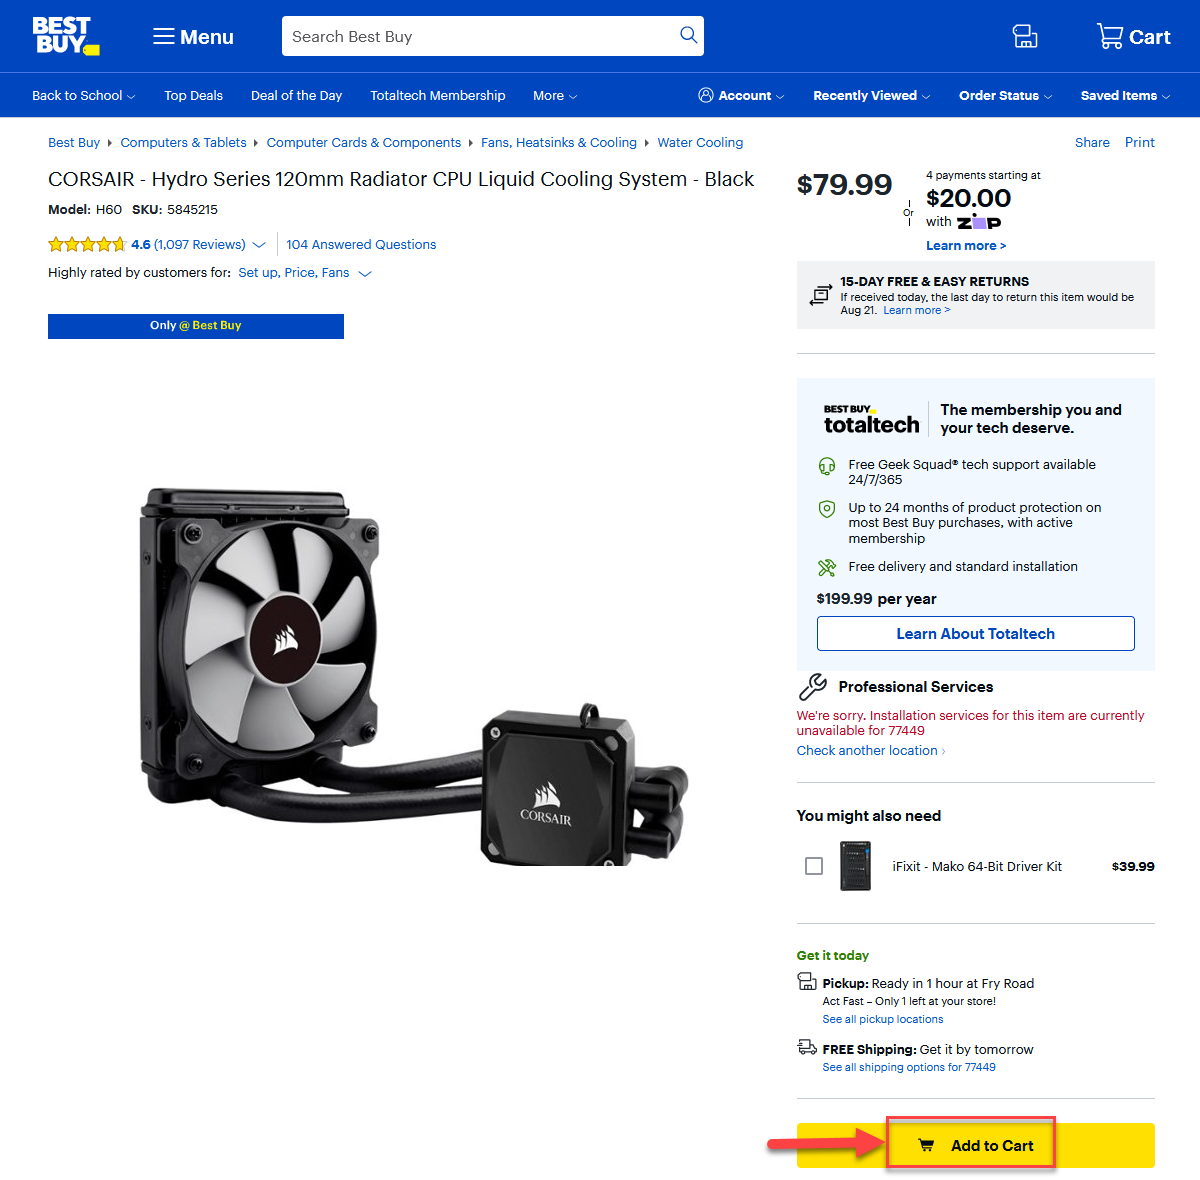 BEST
BUY
Menu
Search Best Buy
Cart
Back to School
Top Deals
Deal of the Day
Totaltech Membership
More
Account
Recently Viewed
Order Status
Saved Items
Best Buy
Computers & Tablets
Computer Cards & Components
Fans, Heatsinks & Cooling
Water Cooling
Share
Print
CORSAIR - Hydro Series 120mm Radiator CPU Liquid Cooling System - Black
Model: H60 SKU: 5845215
4.6 (1,097 Reviews)
104 Answered Questions
Highly rated by customers for: Set up, Price, Fans
Only @ Best Buy
CORSAIR
$79.99
Or
4 payments starting at
$20.00
with ZIP
Learn more >
15-DAY FREE & EASY RETURNS
If received today, the last day to return this item would be
Aug 21. Learn more >
BEST BUY
totaltech
The membership you and
your tech deserve.
Free Geek Squad® tech support available
24/7/365
Up to 24 months of product protection on
most Best Buy purchases, with active
membership
Free delivery and standard installation
$199.99 per year
Learn About Totaltech
Professional Services
We're sorry. Installation services for this item are currently
unavailable for 77449
Check another location ›
You might also need
iFixit - Mako 64-Bit Driver Kit
$39.99
Get it today
Pickup: Ready in 1 hour at Fry Road
Act Fast – Only 1 left at your store!
See all pickup locations
FREE Shipping: Get it by tomorrow
See all shipping options for 77449
Add to Cart